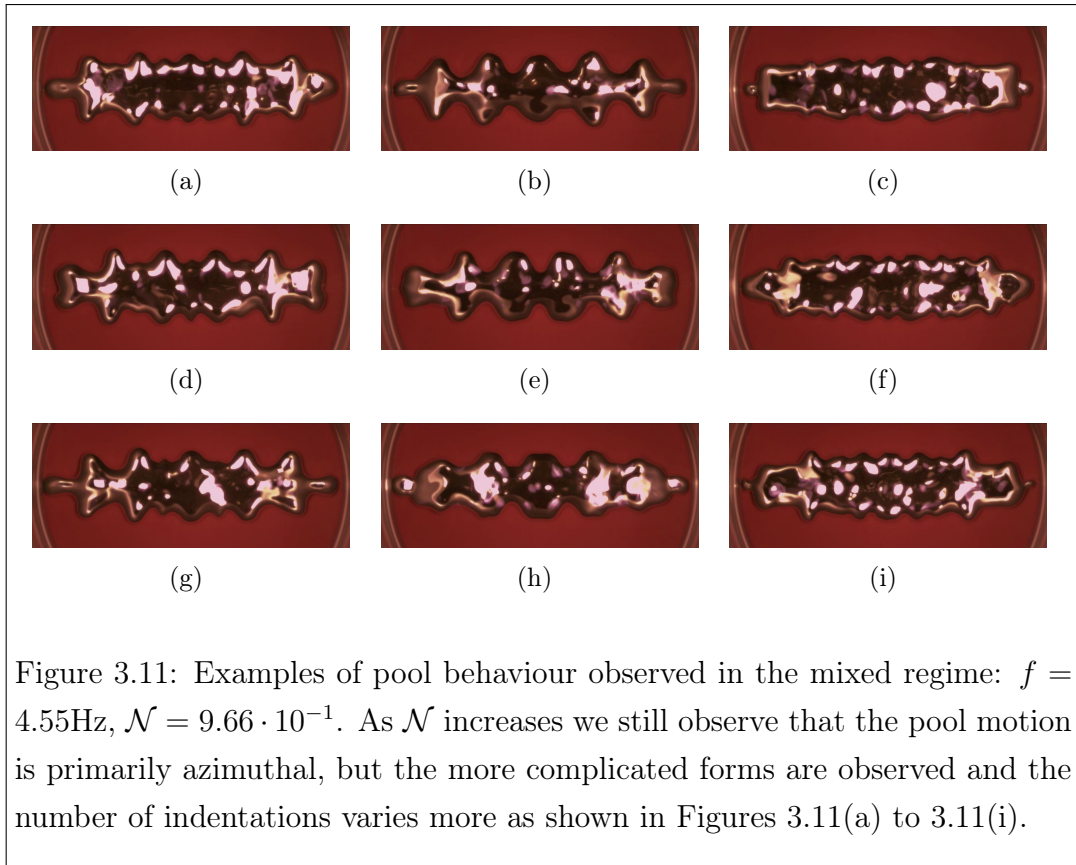 (a) (b) (c)
(d) (e) (f)
(g) (h) (i)
Figure 3.11: Examples of pool behaviour observed in the mixed regime: f =
4.55Hz, 𝒩 = 9.66 · 10⁻¹. As 𝒩 increases we still observe that the pool motion
is primarily azimuthal, but the more complicated forms are observed and the
number of indentations varies more as shown in Figures 3.11(a) to 3.11(i).